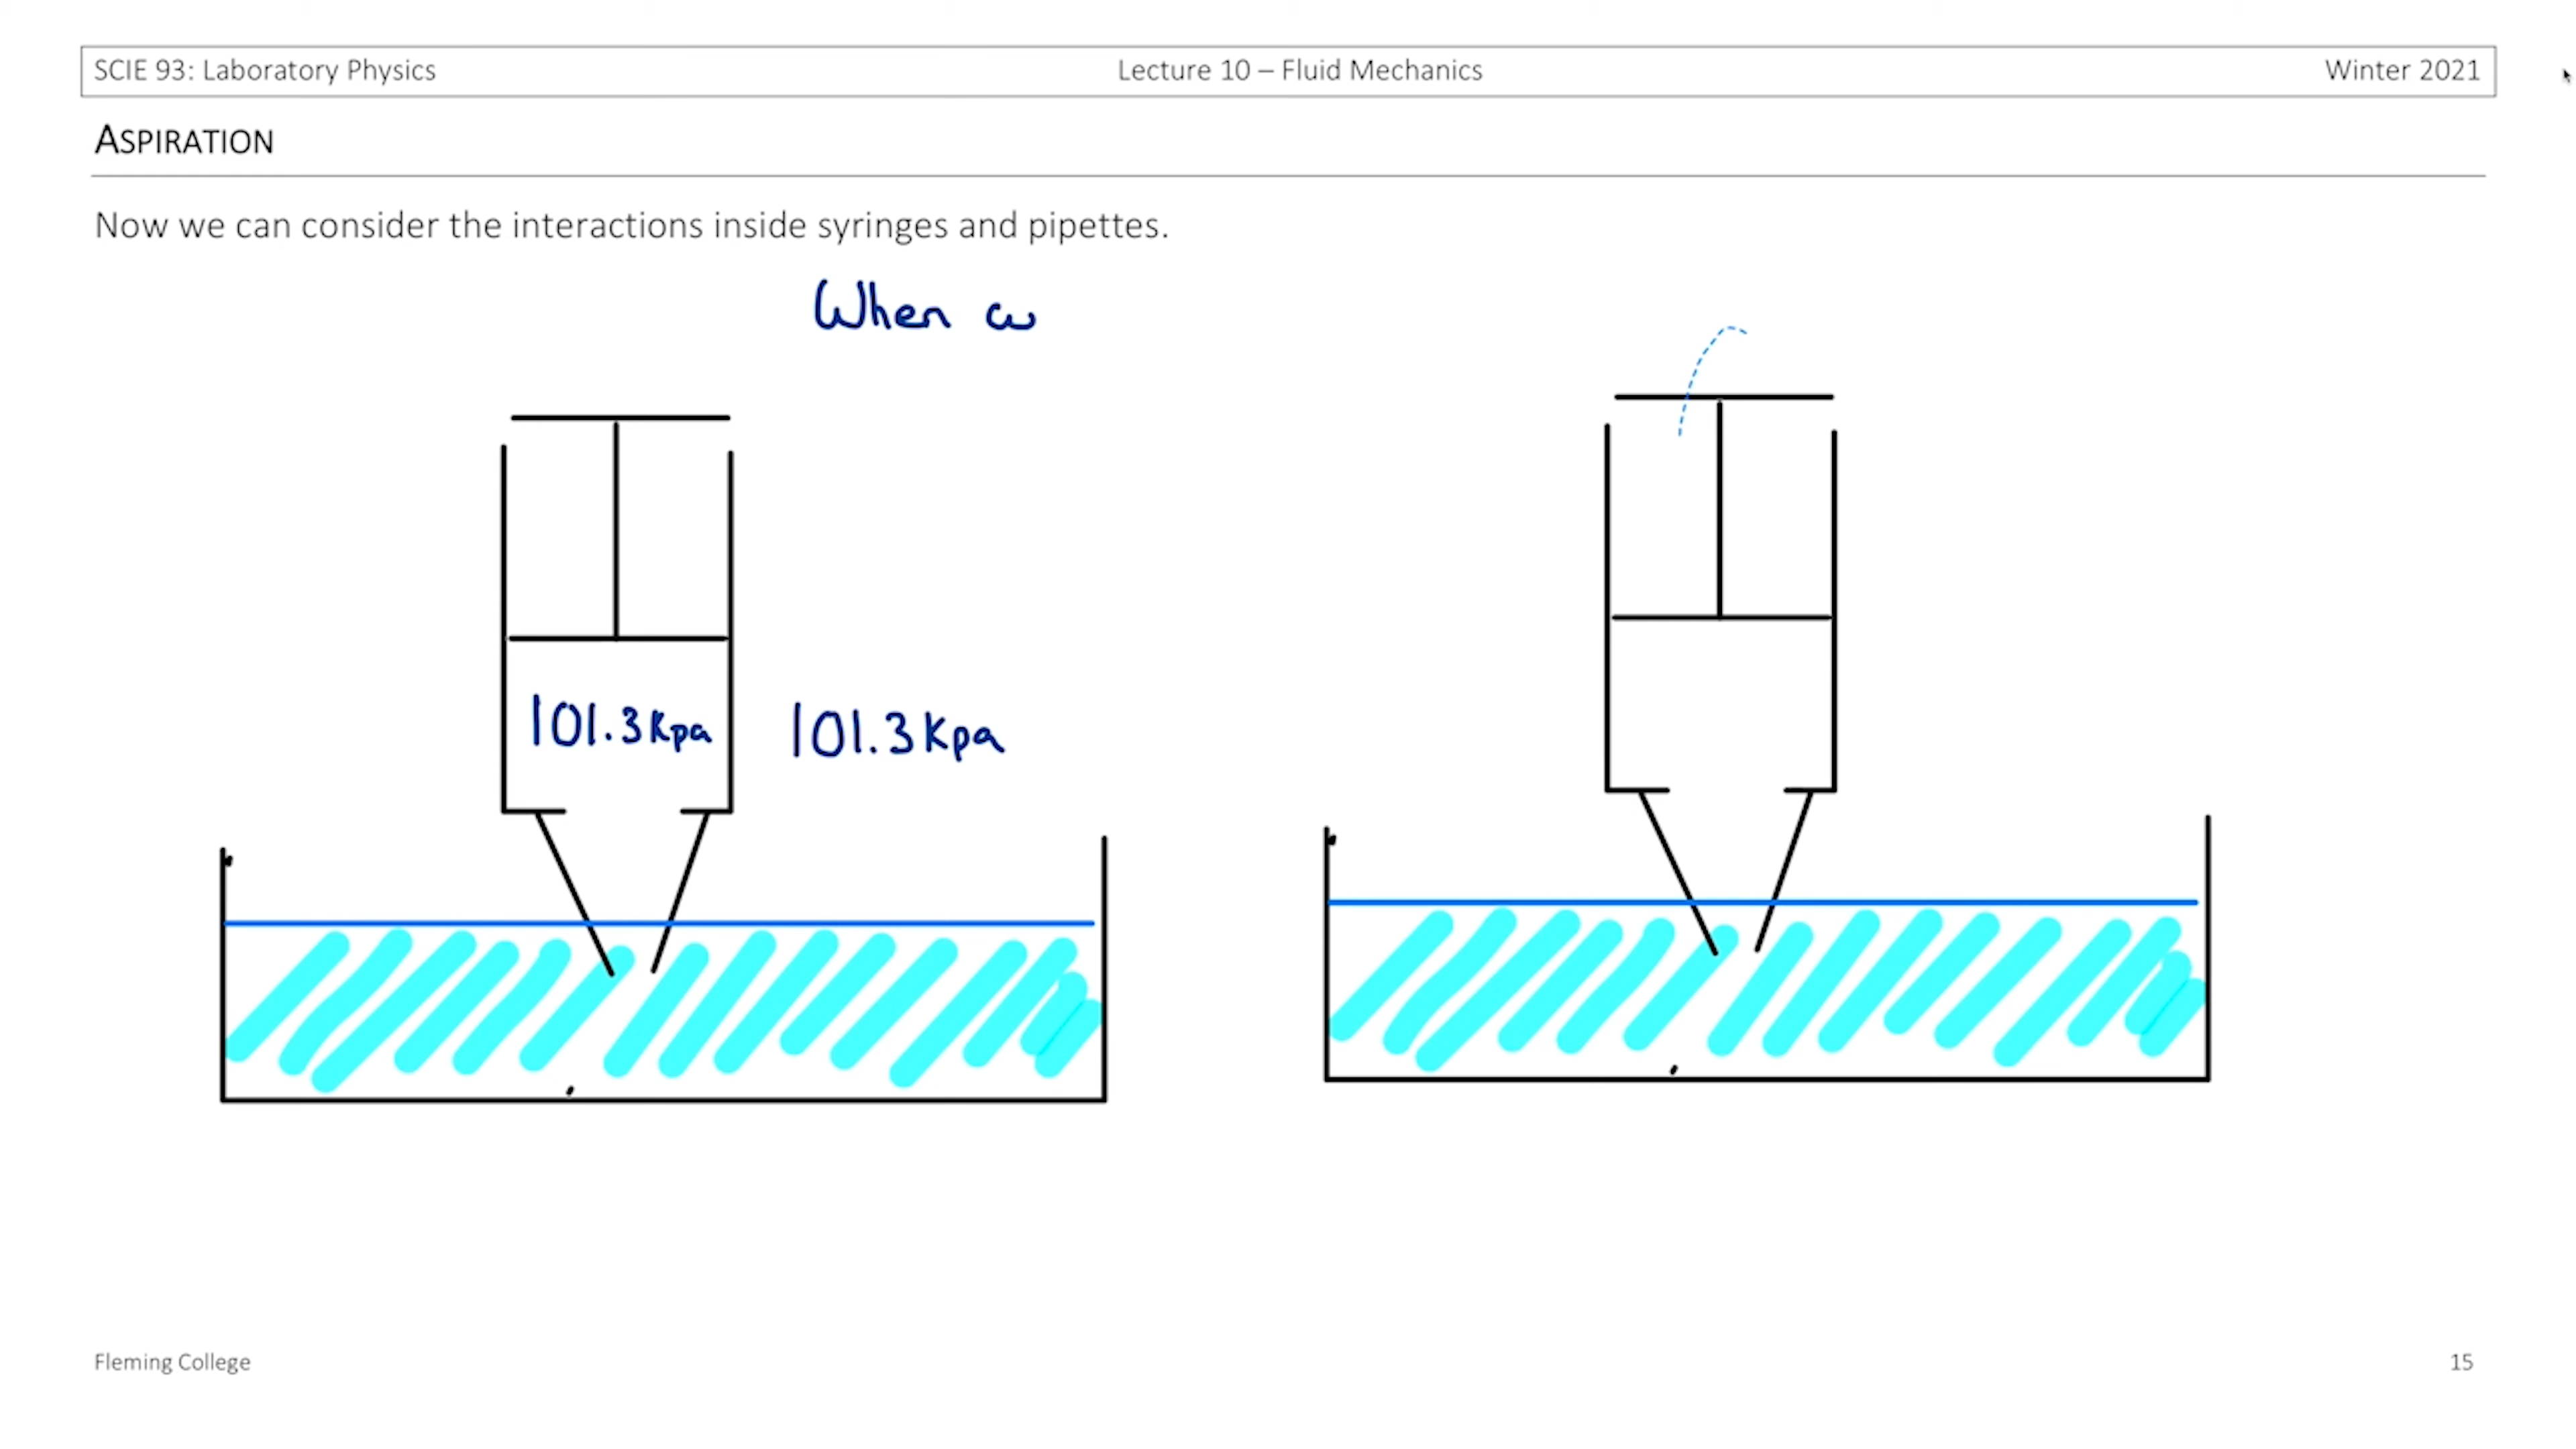 SCIE 93: Laboratory Physics Lecture 10 – Fluid Mechanics Winter 2021
ASPIRATION
Now we can consider the interactions inside syringes and pipettes.
When w
101.3Kpa 101.3Kpa
Fleming College 15